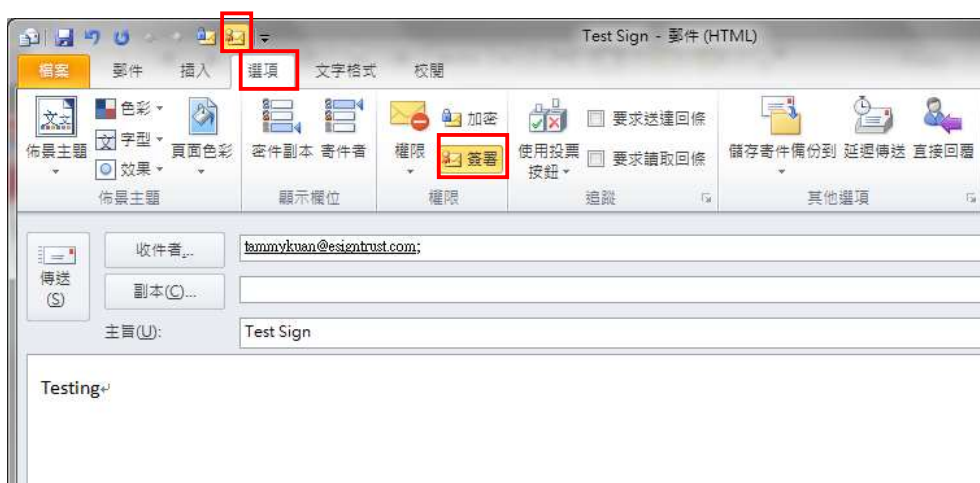 Test Sign - 郵件 (HTML)
檔案 郵件 插入 選項 文字格式 校閱
文文 佈景主題 色彩 字型 效果 頁面色彩 密件副本 寄件者 權限 加密 簽署 使用投票按鈕 要求送達回條 要求讀取回條 儲存寄件備份到 延遲傳送 直接回覆
佈景主題 顯示欄位 權限 追蹤 其他選項
傳送 (S)
收件者... tammykuan@esigntrust.com;
副本(C)...
主旨(U): Test Sign
Testing↵